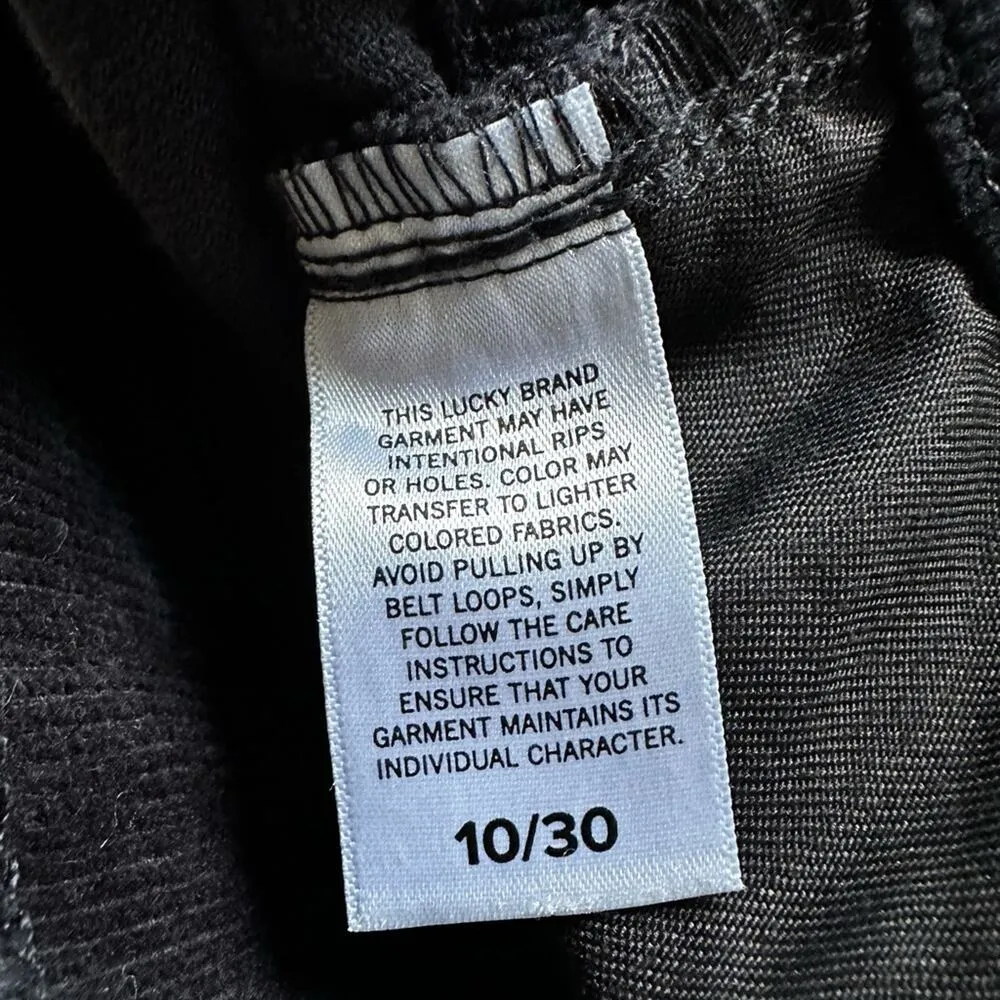 THIS LUCKY BRAND
GARMENT MAY HAVE
INTENTIONAL RIPS
OR HOLES. COLOR MAY
TRANSFER TO LIGHTER
COLORED FABRICS.
AVOID PULLING UP BY
BELT LOOPS, SIMPLY
FOLLOW THE CARE
INSTRUCTIONS TO
ENSURE THAT YOUR
GARMENT MAINTAINS ITS
INDIVIDUAL CHARACTER.
10/30